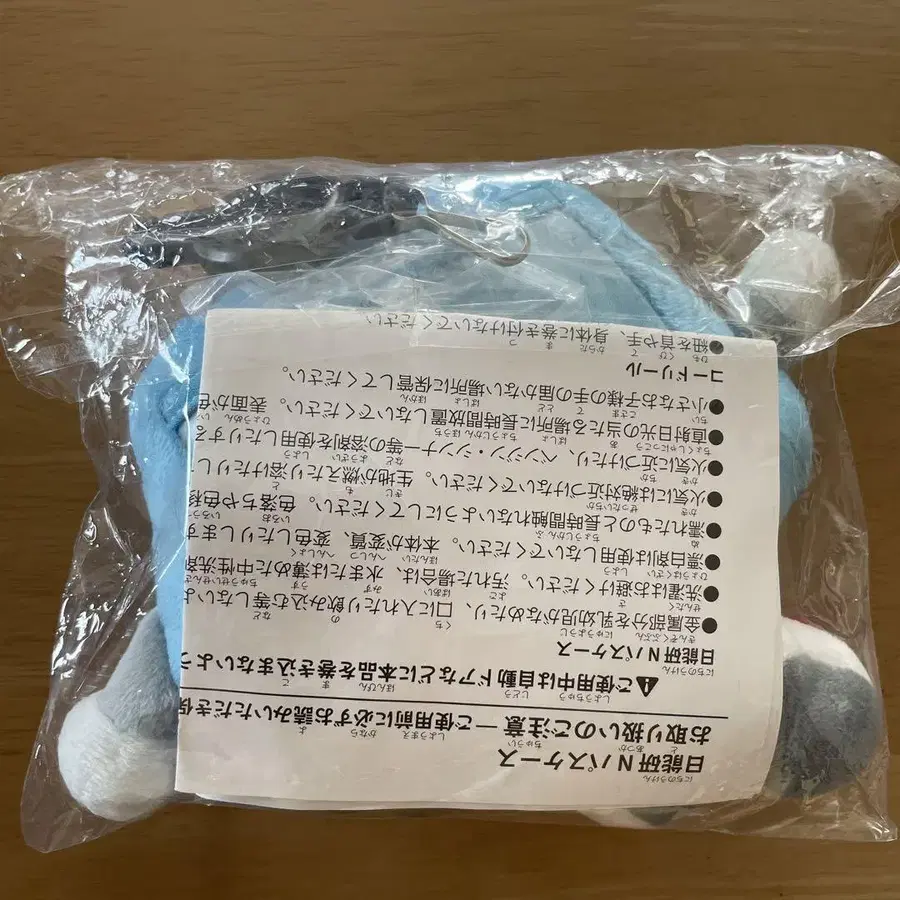 日能研Nパスケース
お取り扱いのご注意 ―ご使用前に必ずお読みいただき保
⚠ご使用中は自動ドアなどに本品を巻き込まないよう
日能研Nパスケース
●金属部分を乳幼児がなめたり、口に入れたり飲み込む等しないよ
●洗濯はお避けください。汚れた場合は、水または薄めた中性洗剤
●漂白剤は使用しないでください。本体が変質、変色したりします
●濡れたものと長時間触れないようにしてください。色落ちや色移
●火気には絶対近づけないでください。生地が燃えたり溶けたりし
●火気に近づけたり、ベンジン・シンナー等の溶剤を使用したりする
●直射日光の当たる場所に長時間放置しないでください。表面が色
●小さなお子様の手の届かない場所に保管してください。
コードリール
●紐を首や手、身体に巻き付けないでください